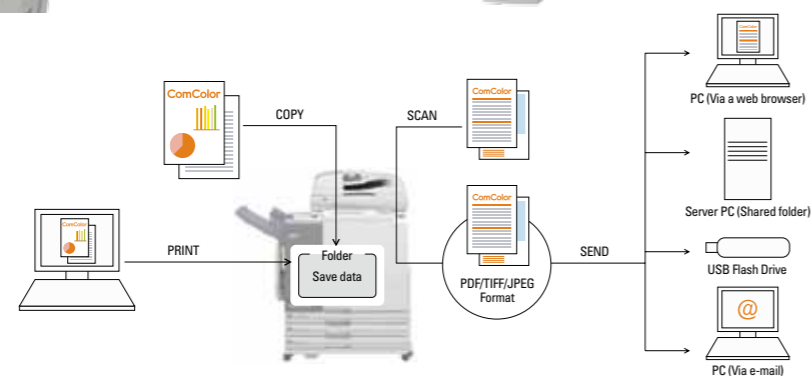 ComColor
COPY
SCAN
ComColor
PC (Via a web browser)
Server PC (Shared folder)
ComColor
PRINT
Folder
Save data
ComColor
PDF/TIFF/JPEG
Format
SEND
USB Flash Drive
@
PC (Via e-mail)